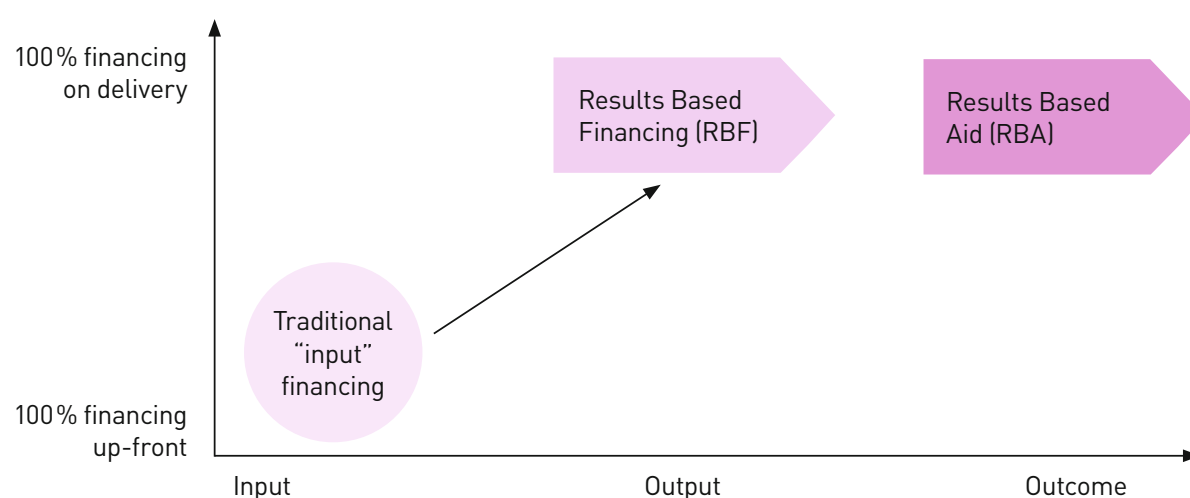 100% financing
on delivery
Results Based
Financing (RBF)
Results Based
Aid (RBA)
Traditional
“input”
financing
100% financing
up-front
Input
Output
Outcome